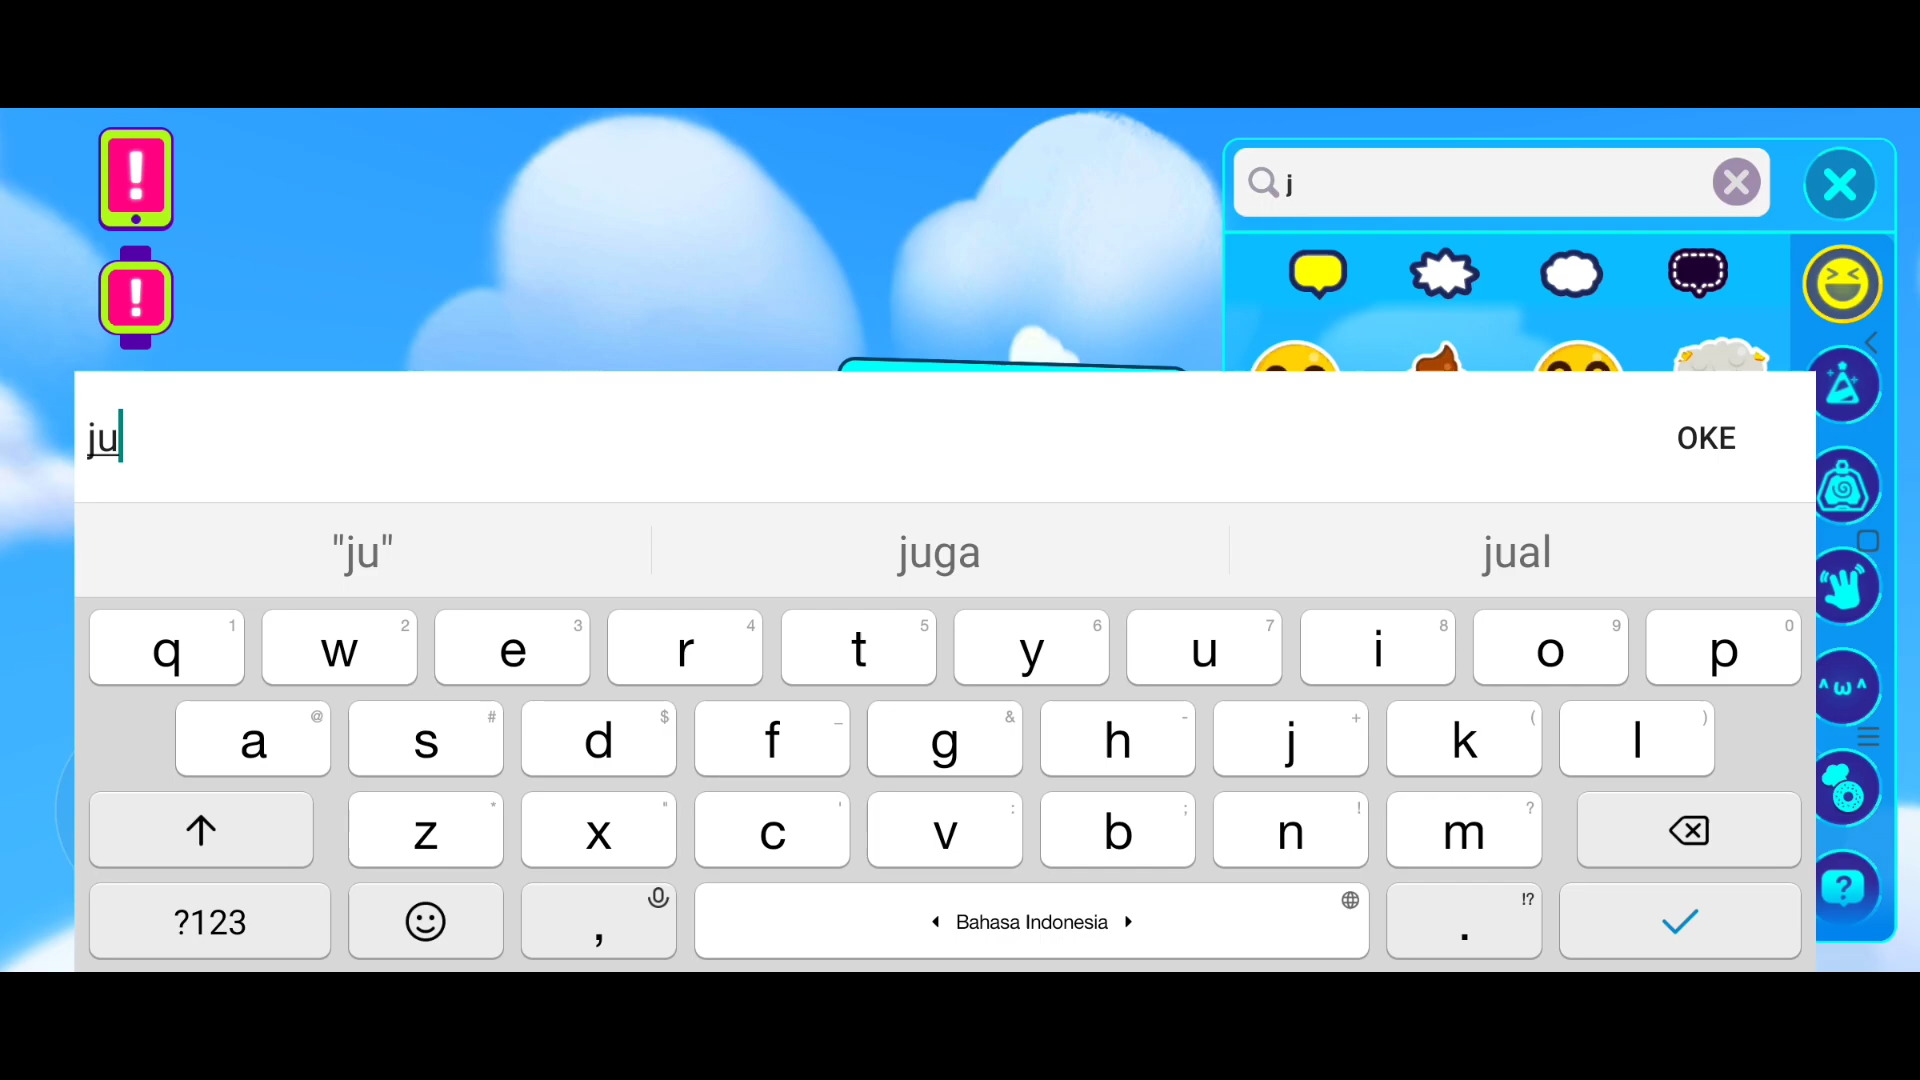 !
j
!
ju
OKE
"ju" juga jual
q 1 w 2 e 3 r 4 t 5 y 6 u 7 i 8 o 9 p 0
a @ s # d $ f _ g & h - j + k ( l )
z * x " c ' v : b ; n ! m ?
^ω^
?123 , Bahasa Indonesia . !? ?